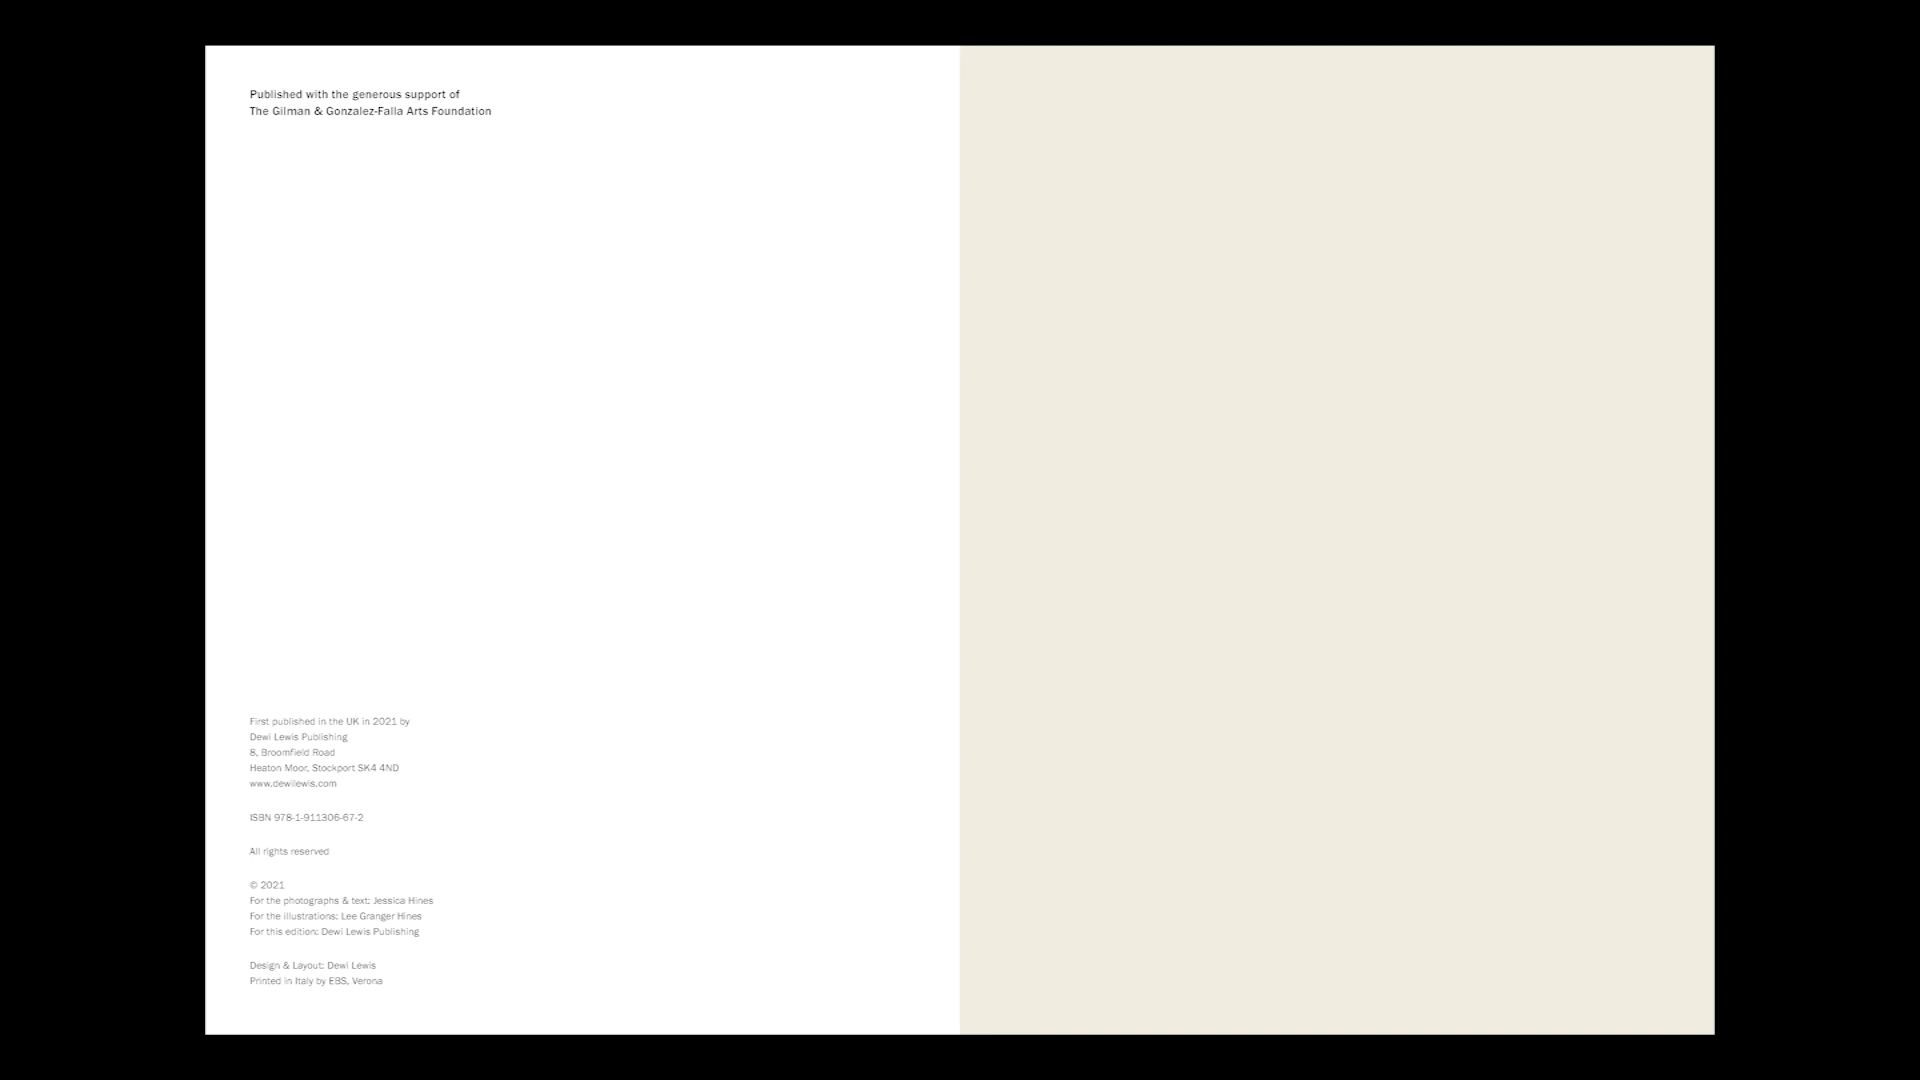 Published with the generous support of
The Gilman & Gonzalez-Falla Arts Foundation
First published in the UK in 2021 by
Dewi Lewis Publishing
8, Broomfield Road
Heaton Moor, Stockport SK4 4ND
www.dewilewis.com
ISBN 978-1-911306-67-2
All rights reserved
© 2021
For the photographs & text: Jessica Hines
For the illustrations: Lee Granger Hines
For this edition: Dewi Lewis Publishing
Design & Layout: Dewi Lewis
Printed in Italy by EBS, Verona